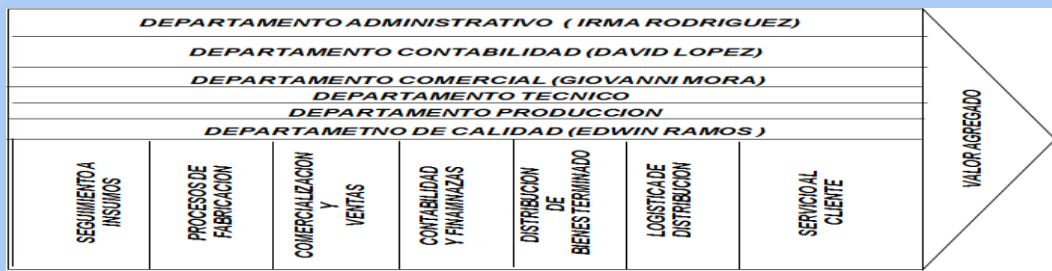 DEPARTAMENTO ADMINISTRATIVO ( IRMA RODRIGUEZ)
DEPARTAMENTO CONTABILIDAD (DAVID LOPEZ)
DEPARTAMENTO COMERCIAL (GIOVANNI MORA)
DEPARTAMENTO TECNICO
DEPARTAMENTO PRODUCCION
DEPARTAMETNO DE CALIDAD (EDWIN RAMOS )
SEGUIMIENTO A
INSUMOS
PROCESOS DE
FABRICACION
COMERCIALIZACION
Y
VENTAS
CONTABILIDAD
Y FINAMNAZAS
DISTRIBUCION
DE
BIENES TERMINADO
LOGISTICA DE
DISTRIBUCION
SERVICIO AL
CLIENTE
VALOR AGREGADO